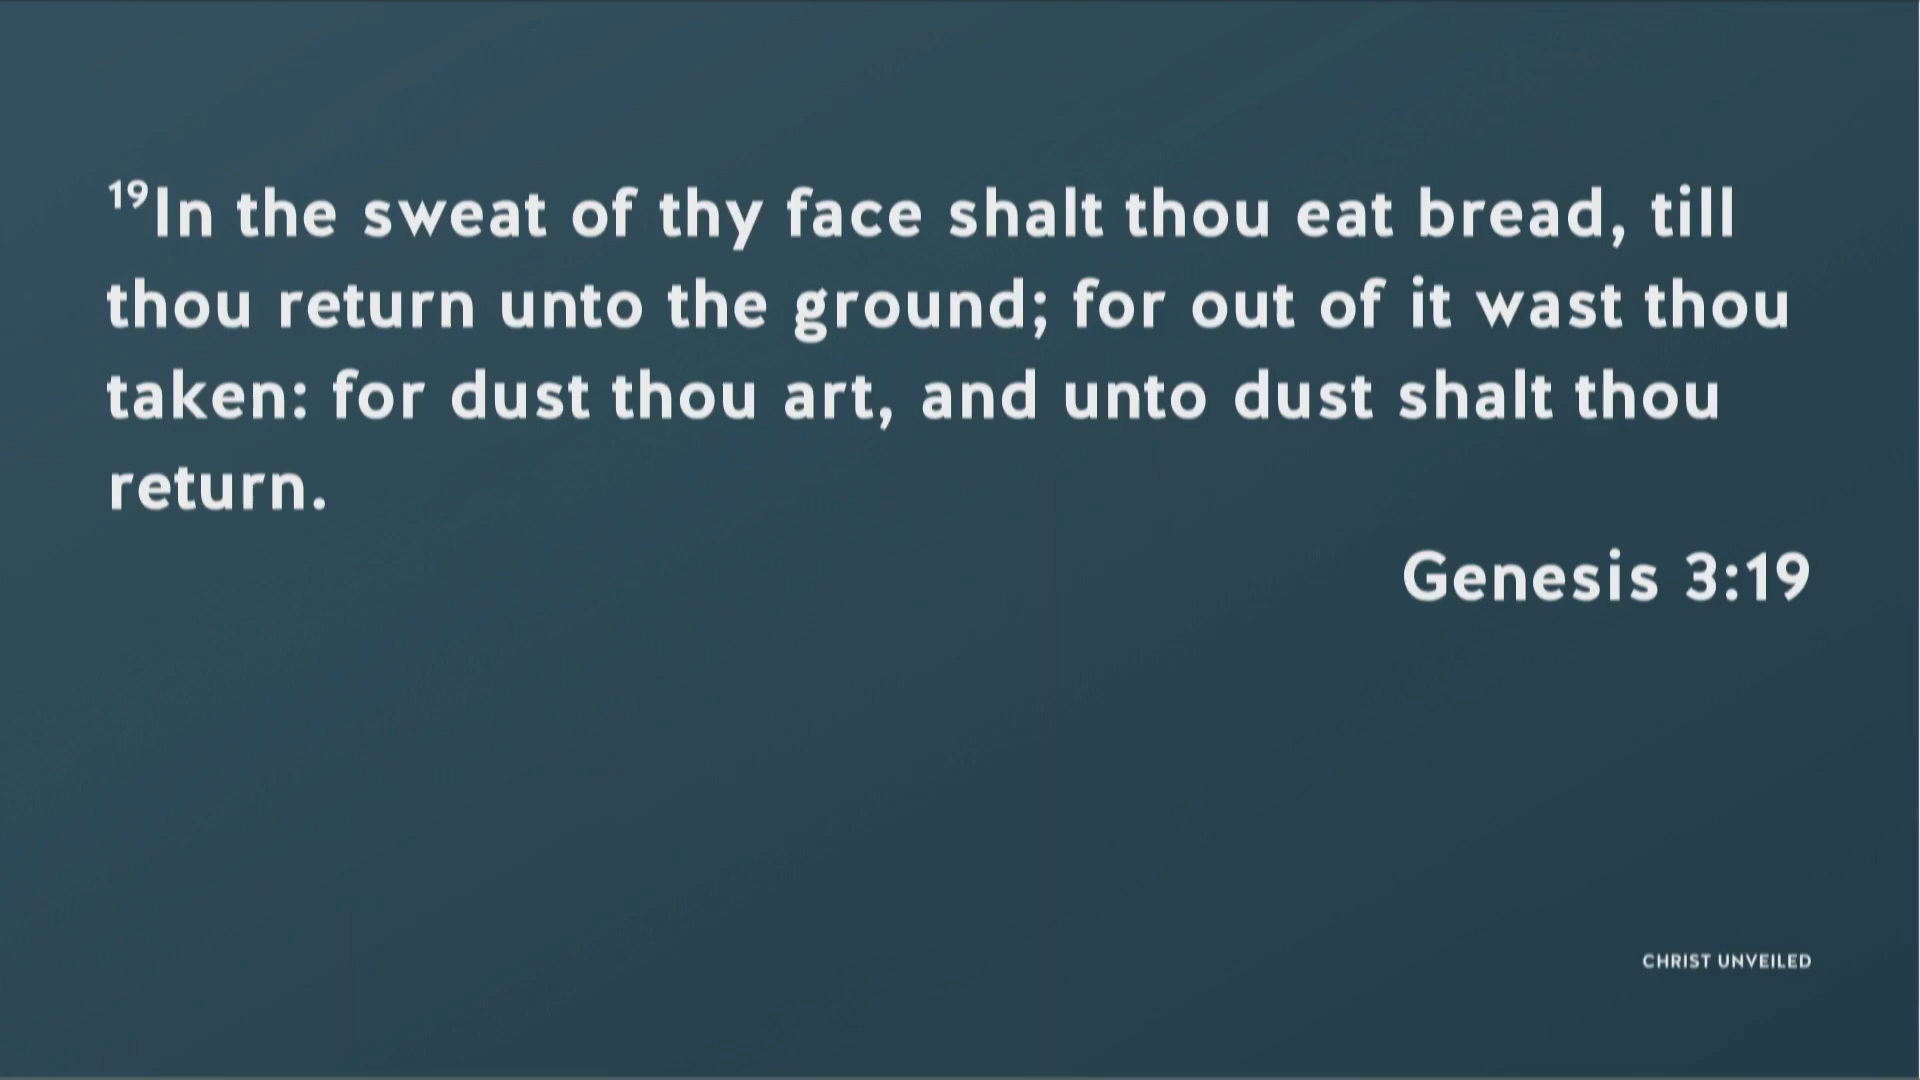 ¹⁹In the sweat of thy face shalt thou eat bread, till
thou return unto the ground; for out of it wast thou
taken: for dust thou art, and unto dust shalt thou
return.
Genesis 3:19
CHRIST UNVEILED